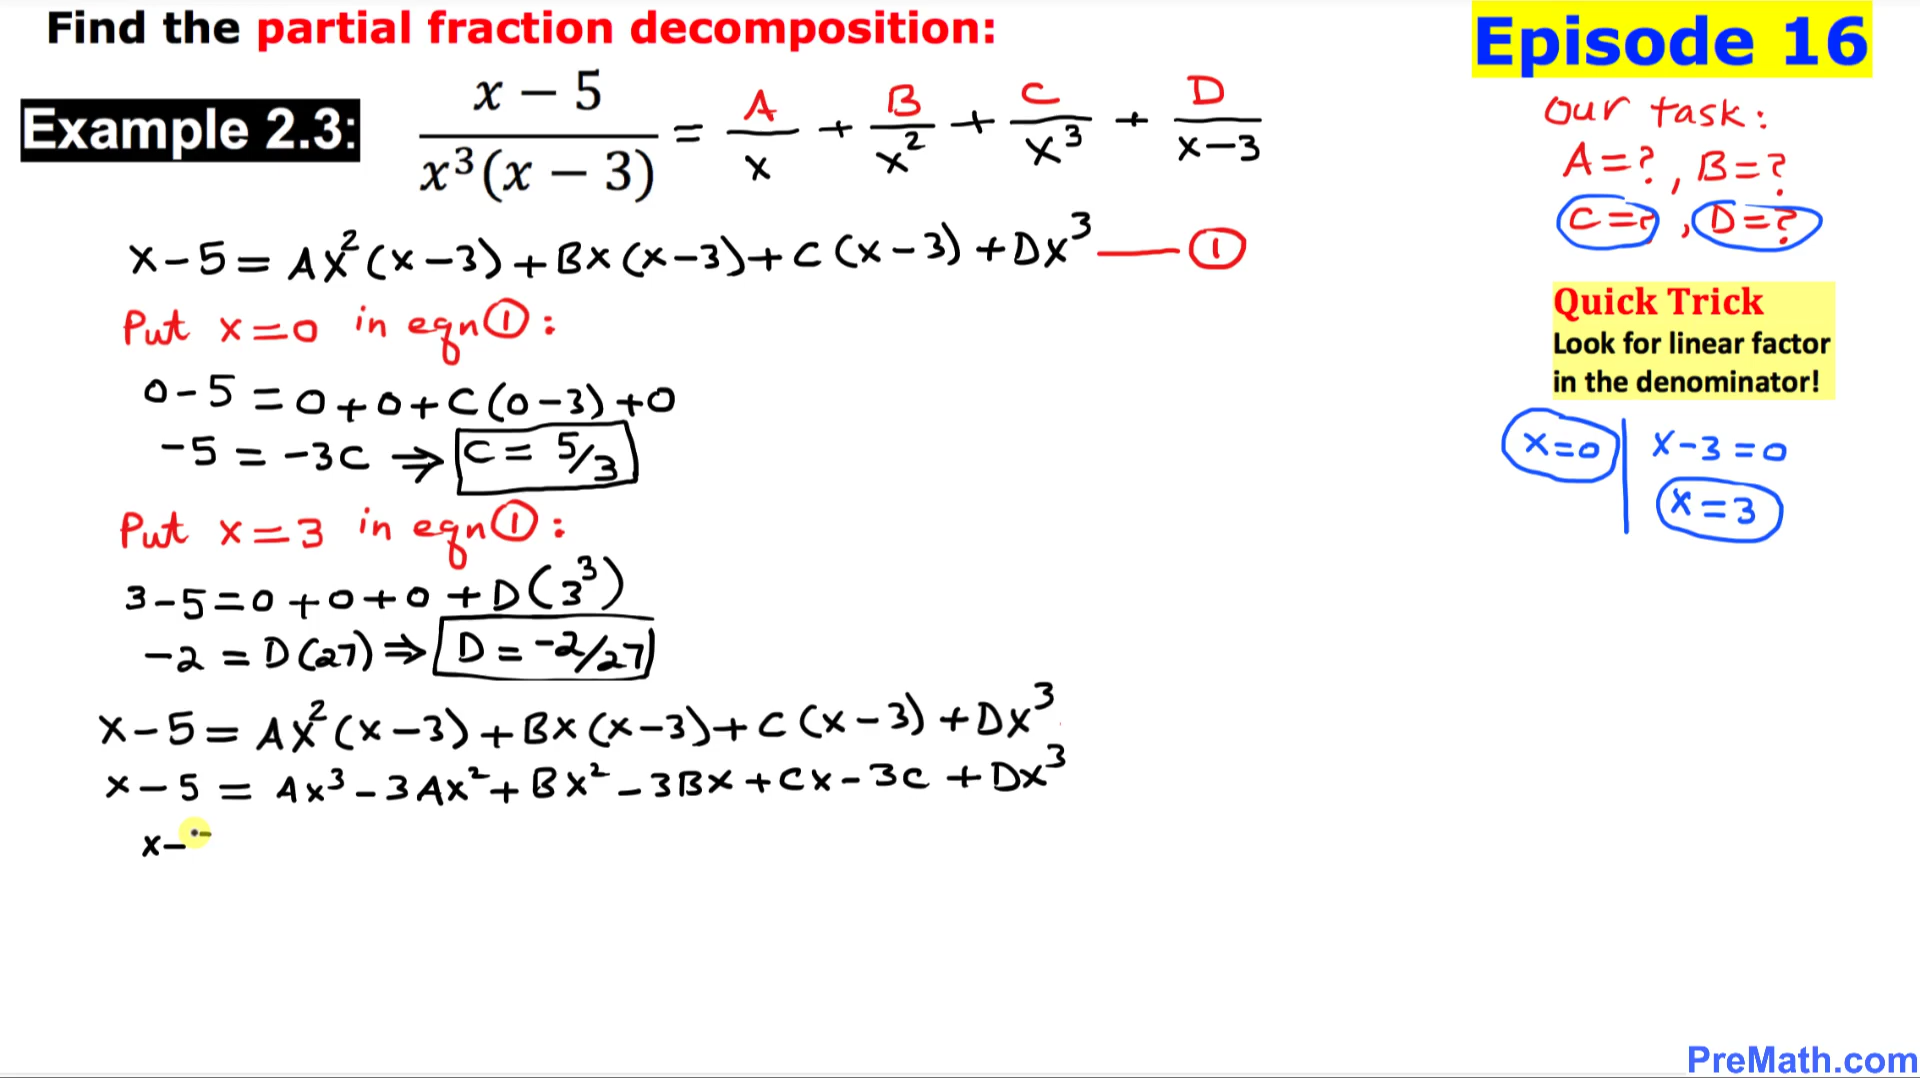 Find the partial fraction decomposition:
Episode 16
Example 2.3: (x − 5)/(x³(x − 3)) = A/x + B/x² + C/x³ + D/(x−3)
our task:
A=?, B=?
C=?, D=?
x−5 = Ax²(x−3) + Bx(x−3) + C(x−3) + Dx³ —— ①
Put x=0 in eqn①:
0−5 = 0+0+C(0−3)+0
−5 = −3C ⇒ C = 5/3
Put x=3 in eqn①:
3−5=0+0+0+D(3³)
−2 = D(27) ⇒ D = −2/27
x−5 = Ax²(x−3) + Bx(x−3) + C(x−3) + Dx³
x−5 = Ax³−3Ax²+Bx²−3Bx+Cx−3C+Dx³
x−
Quick Trick
Look for linear factor
in the denominator!
x=0 | x−3=0
x=3
PreMath.com